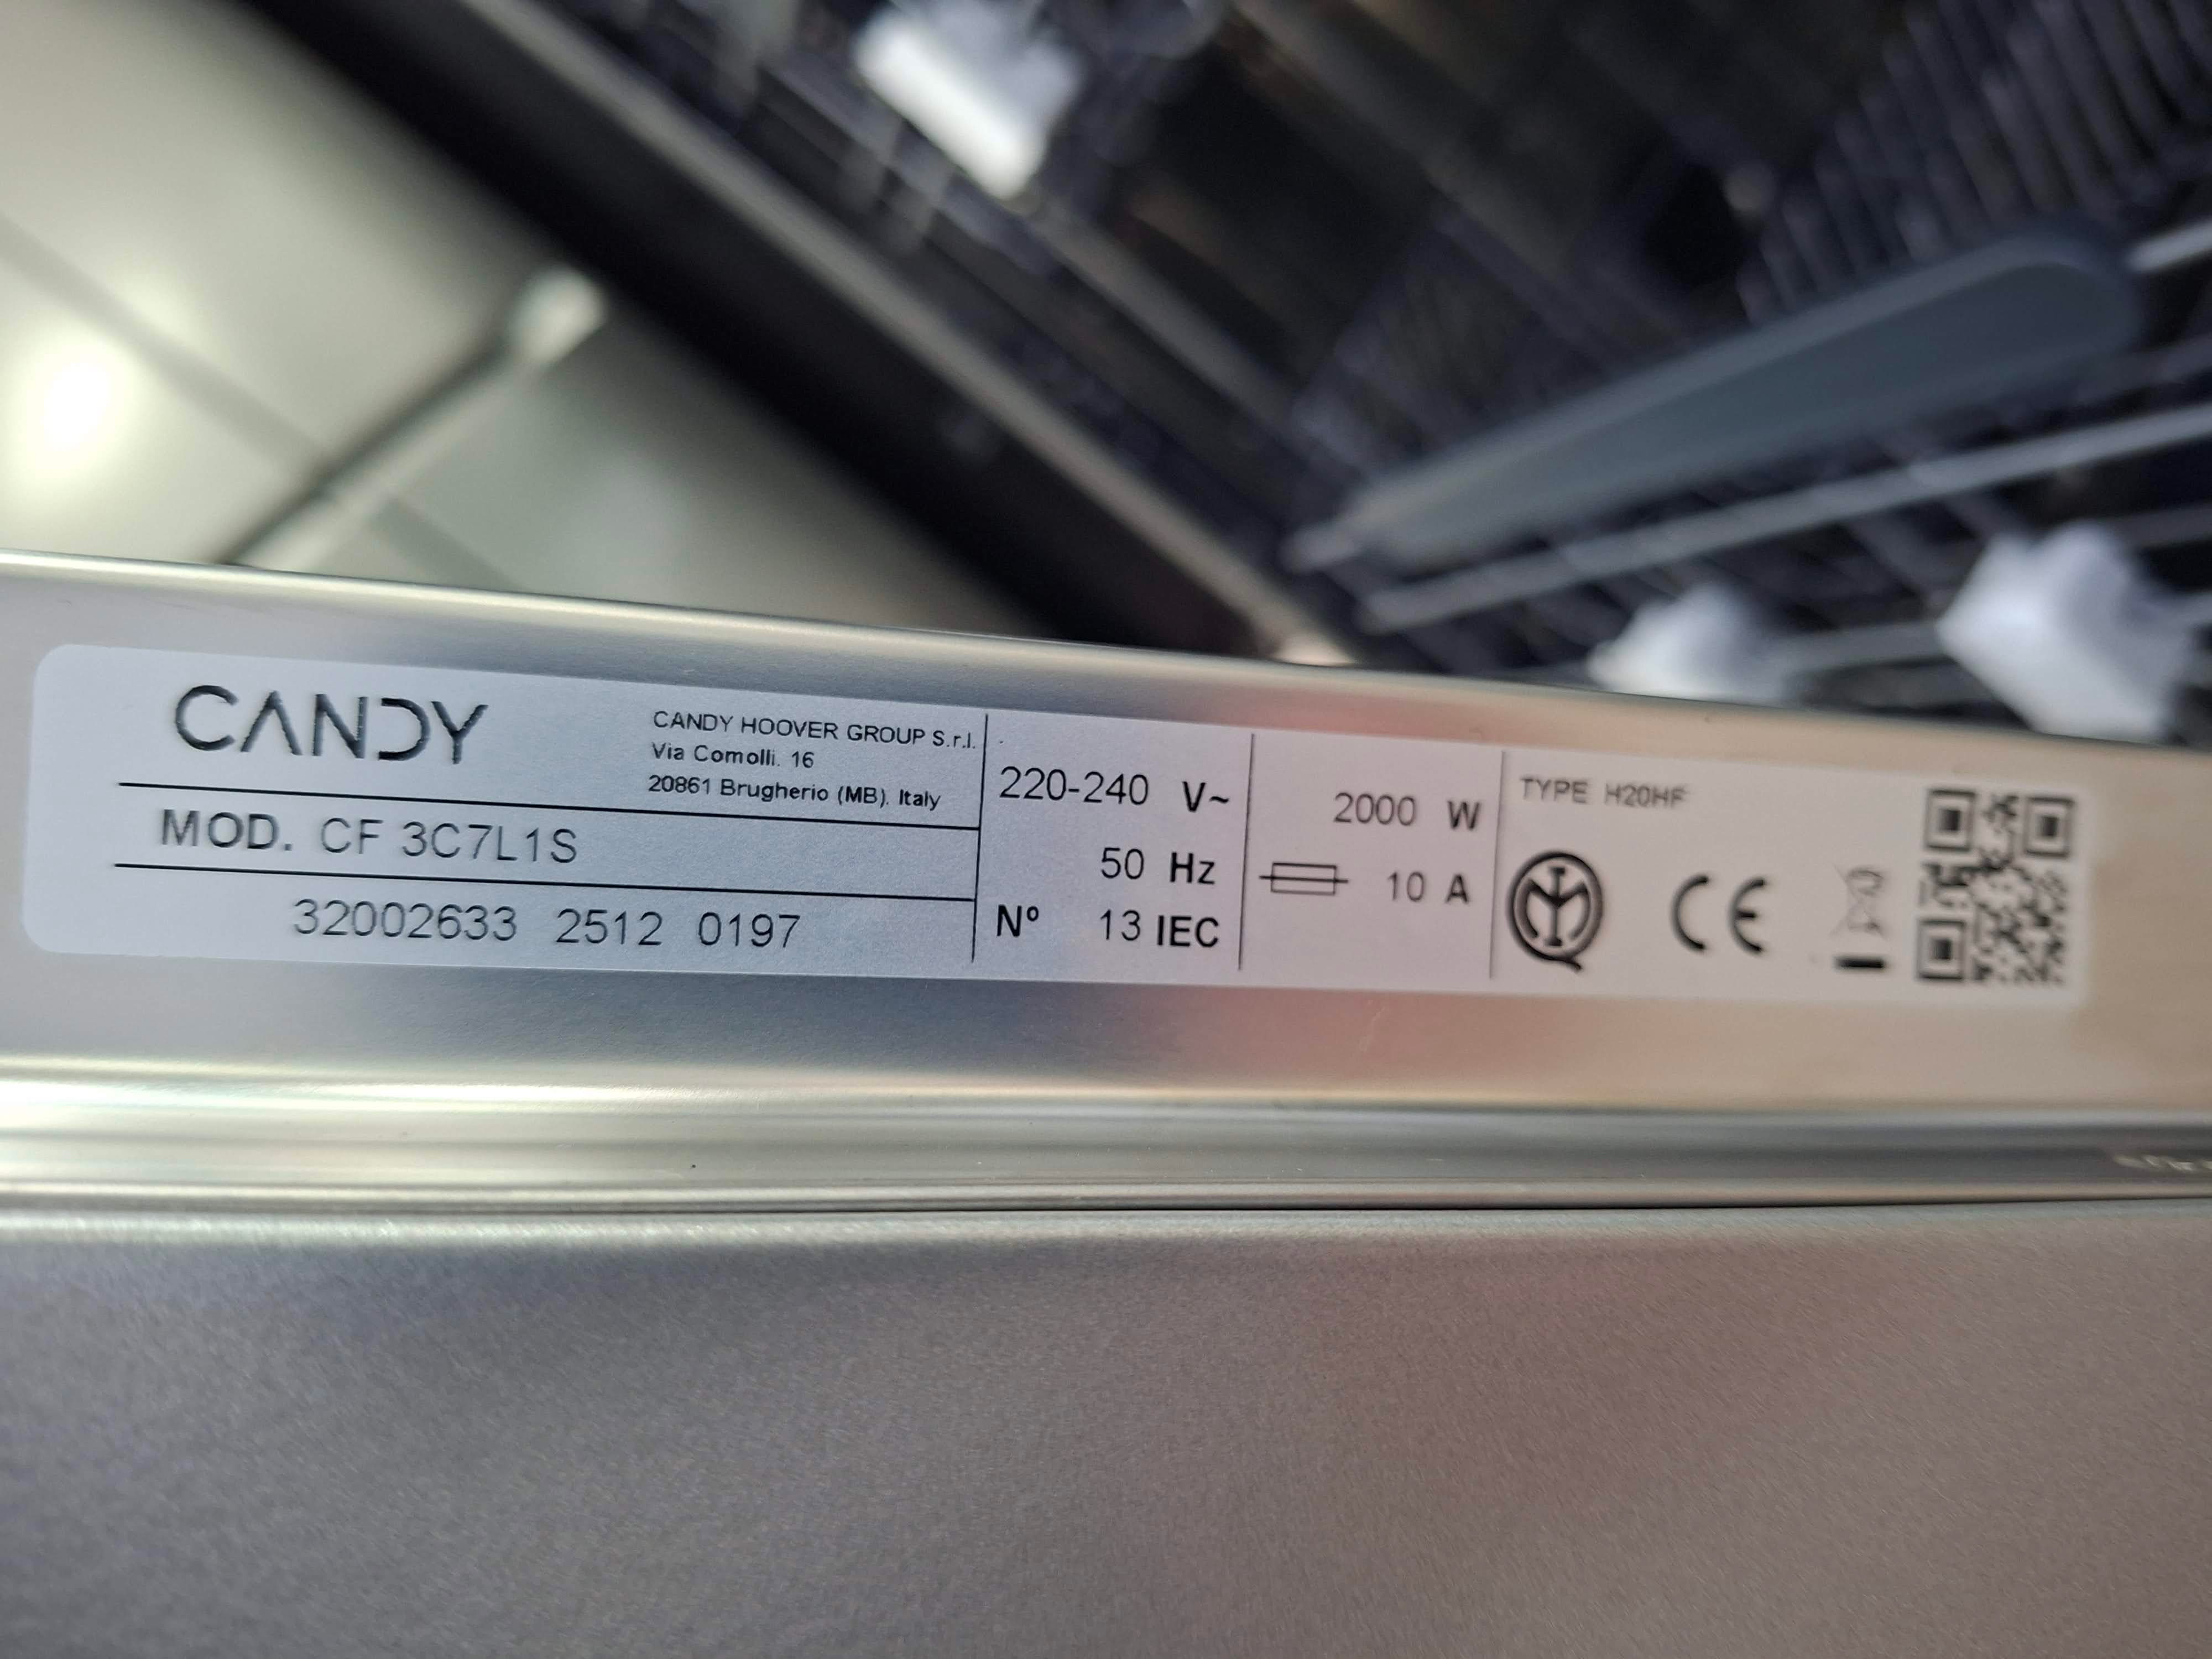 CANDY
CANDY HOOVER GROUP S.r.l.
Via Comolli. 16
20861 Brugherio (MB). Italy
MOD. CF 3C7L1S
32002633 2512 0197
220-240 V~
50 Hz
Nº 13 IEC
2000 W
10 A
TYPE H20HF
CE